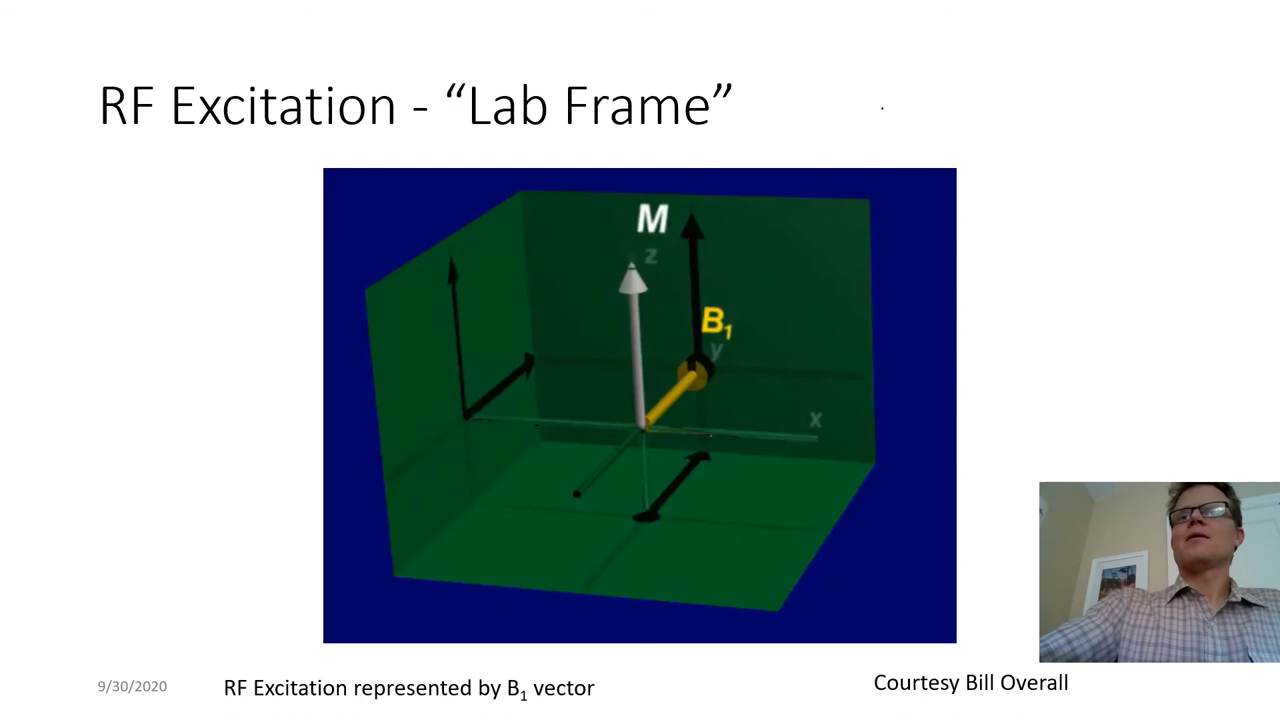 RF Excitation - “Lab Frame”
M
z
B₁
y
x
9/30/2020
RF Excitation represented by B₁ vector
Courtesy Bill Overall